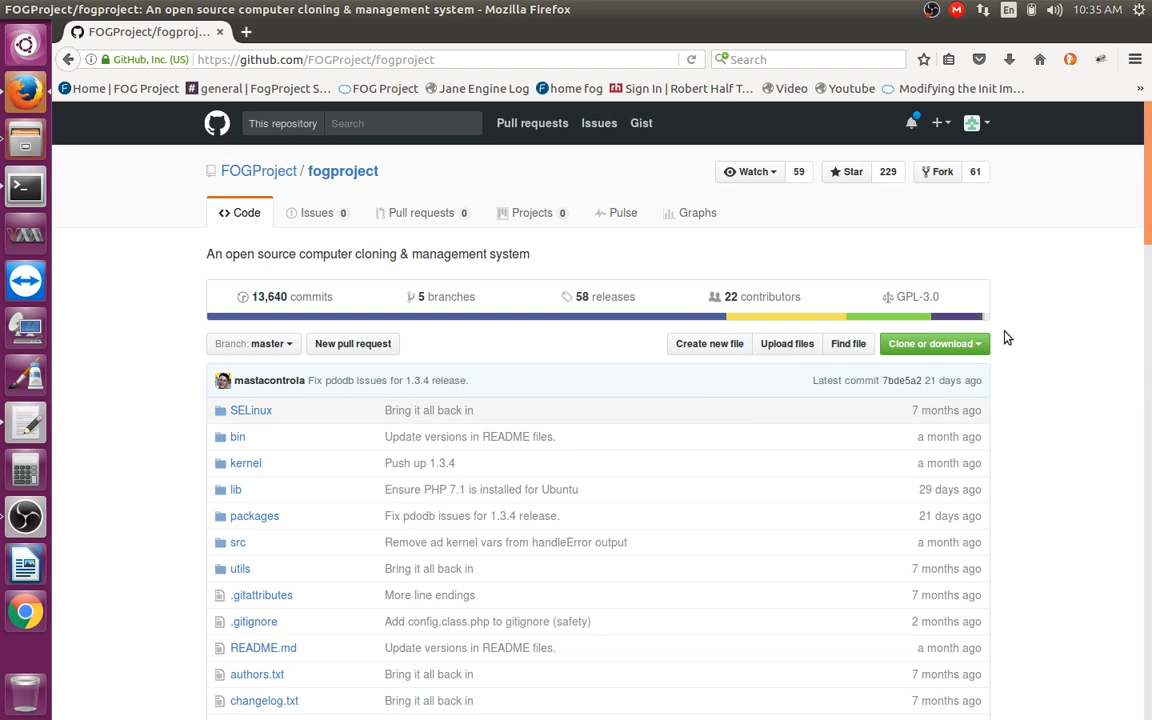 FOGProject/fogproject: An open source computer cloning & management system - Mozilla Firefox
En
10:35 AM
FOGProject/fogproj...
GitHub, Inc. (US)
https://github.com/FOGProject/fogproject
Search
Home | FOG Project
general | FogProject S...
FOG Project
Jane Engine Log
home fog
Sign In | Robert Half T...
Video
Youtube
Modifying the Init Im...
This repository
Search
Pull requests
Issues
Gist
FOGProject / fogproject
Watch 59
Star 229
Fork 61
Code
Issues 0
Pull requests 0
Projects 0
Pulse
Graphs
An open source computer cloning & management system
13,640 commits
5 branches
58 releases
22 contributors
GPL-3.0
Branch: master
New pull request
Create new file
Upload files
Find file
Clone or download
mastacontrola Fix pdodb issues for 1.3.4 release.
Latest commit 7bde5a2 21 days ago
SELinux Bring it all back in 7 months ago
bin Update versions in README files. a month ago
kernel Push up 1.3.4 a month ago
lib Ensure PHP 7.1 is installed for Ubuntu 29 days ago
packages Fix pdodb issues for 1.3.4 release. 21 days ago
src Remove ad kernel vars from handleError output a month ago
utils Bring it all back in 7 months ago
.gitattributes More line endings 7 months ago
.gitignore Add config.class.php to gitignore (safety) 2 months ago
README.md Update versions in README files. a month ago
authors.txt Bring it all back in 7 months ago
changelog.txt Bring it all back in 7 months ago